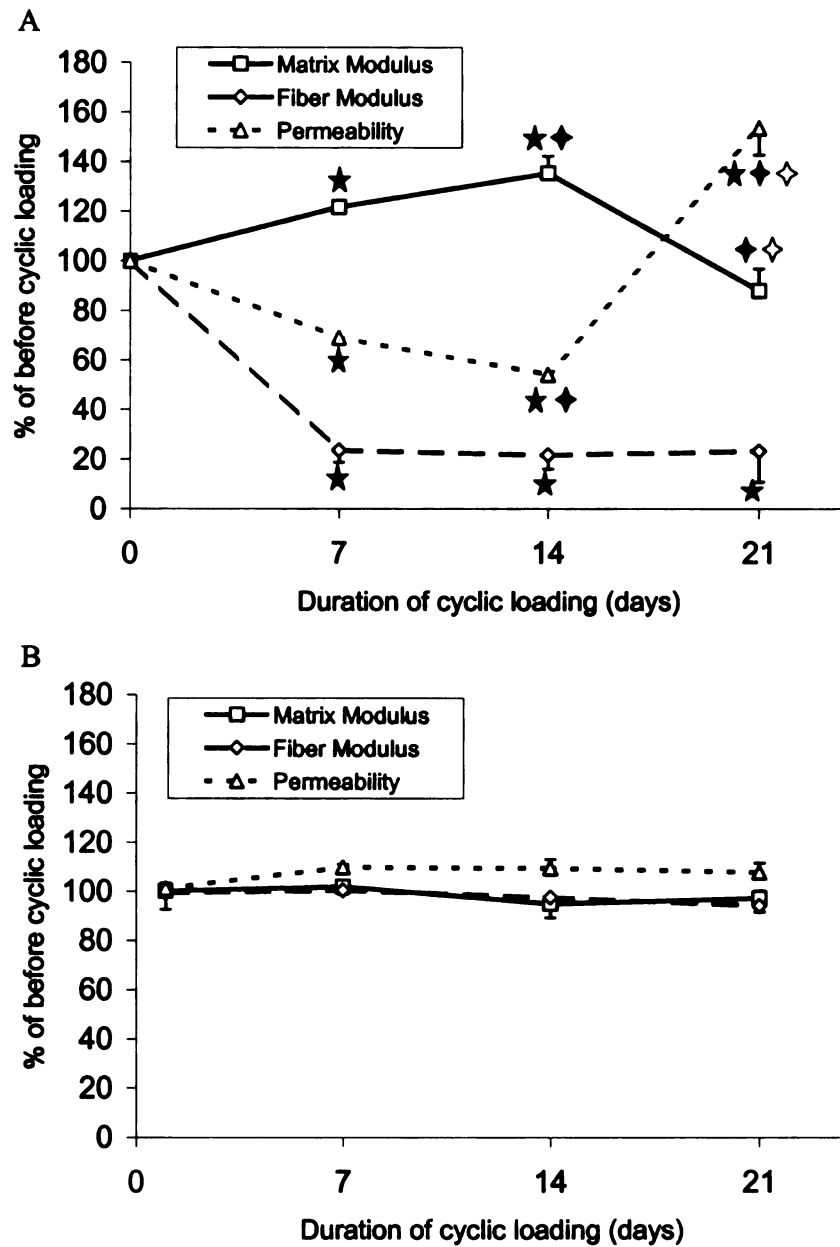 A
180
160
140
120
100
80
60
40
20
0
% of before cyclic loading
Matrix Modulus
Fiber Modulus
Permeability
0 7 14 21
Duration of cyclic loading (days)
B
180
160
140
120
100
80
60
40
20
0
% of before cyclic loading
Matrix Modulus
Fiber Modulus
Permeability
0 7 14 21
Duration of cyclic loading (days)